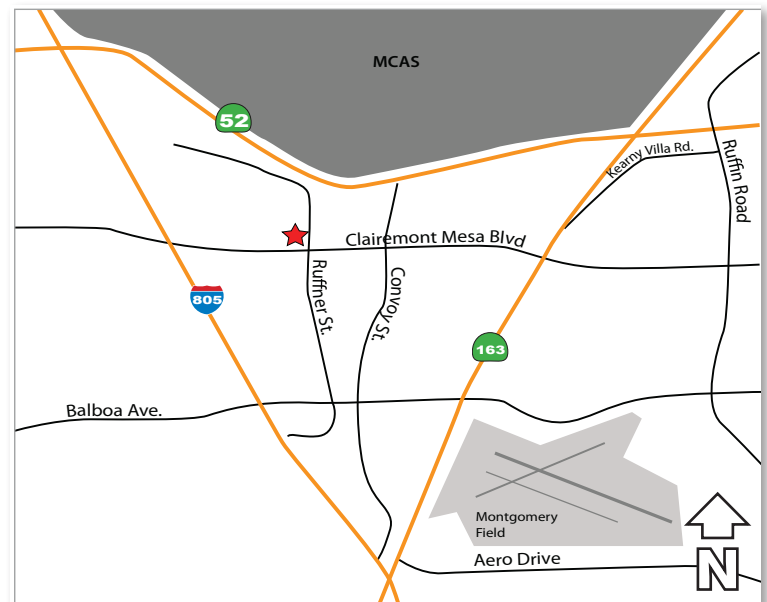 MCAS
52
Kearny Villa Rd.
Ruffin Road
Clairemont Mesa Blvd
Ruffner St.
Convoy St.
805
163
Balboa Ave.
Montgomery
Field
Aero Drive
N